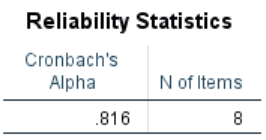 Reliability Statistics
Cronbach's
Alpha N of Items
.816 8